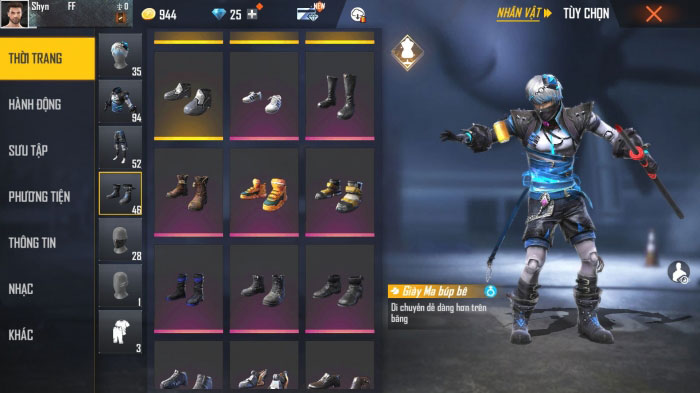 Shyn FF 0
944
25
NEW
NHÂN VẬT
TÙY CHỌN
THỜI TRANG
HÀNH ĐỘNG
SƯU TẬP
PHƯƠNG TIỆN
THÔNG TIN
NHẠC
KHÁC
35
94
52
46
28
1
3
Giày Ma búp bê
Di chuyển dễ dàng hơn trên
băng